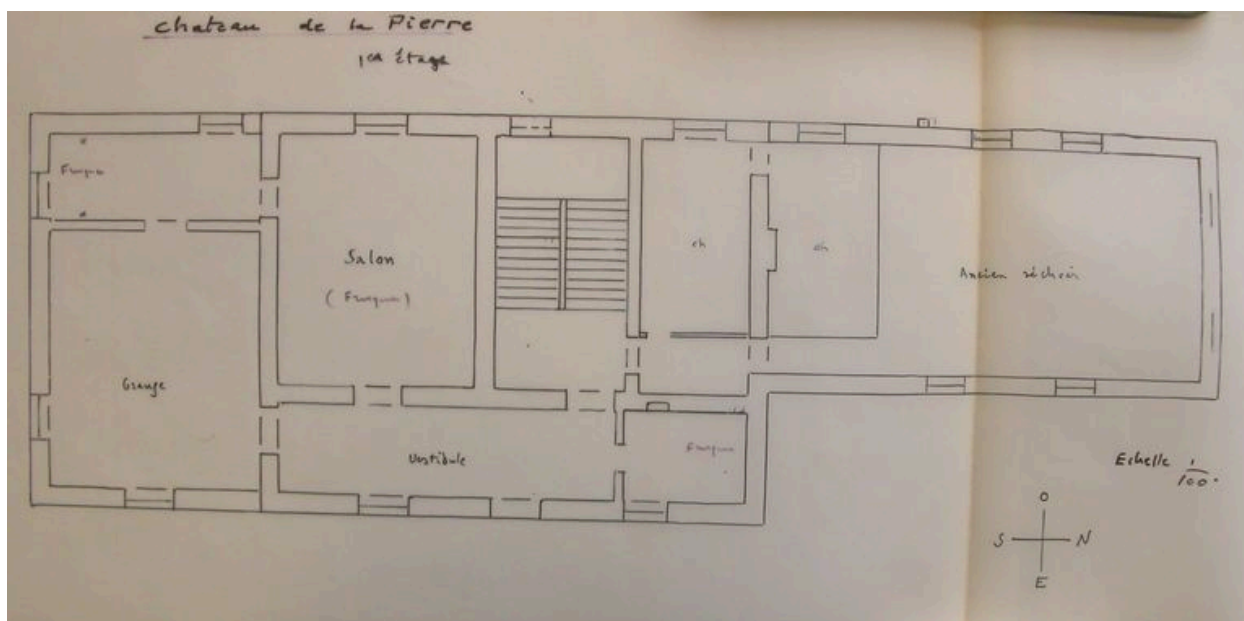 chateau de la Pierre
1er Étage
Salon
ch
ch
Ancien séchoir
Grange
Vestibule
Echelle 1/100.
O
S N
E